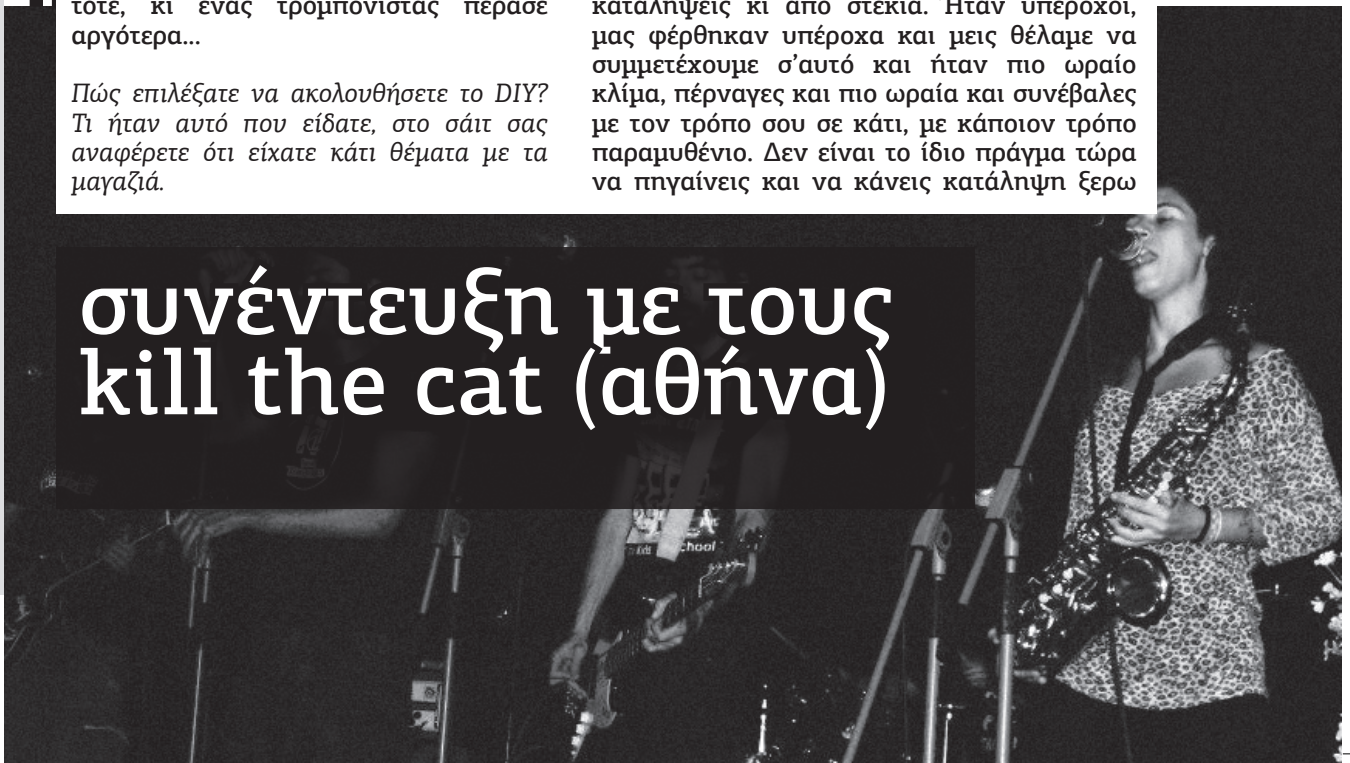 τότε, κι ένας τρομπονίστας πέρασε
αργότερα...
Πώς επιλέξατε να ακολουθήσετε το DIY?
Τι ήταν αυτό που είδατε, στο σάιτ σας
αναφέρετε ότι είχατε κάτι θέματα με τα
μαγαζιά.
καταλήψεις κι από στέκια. Ήταν υπέροχοι,
μας φέρθηκαν υπέροχα και μεις θέλαμε να
συμμετέχουμε σ'αυτό και ήταν πιο ωραίο
κλίμα, πέρναγες και πιο ωραία και συνέβαλες
με τον τρόπο σου σε κάτι, με κάποιον τρόπο
παραμυθένιο. Δεν είναι το ίδιο πράγμα τώρα
να πηγαίνεις και να κάνεις κατάληψη ξερω
συνέντευξη με τους
kill the cat (αθήνα)
chool